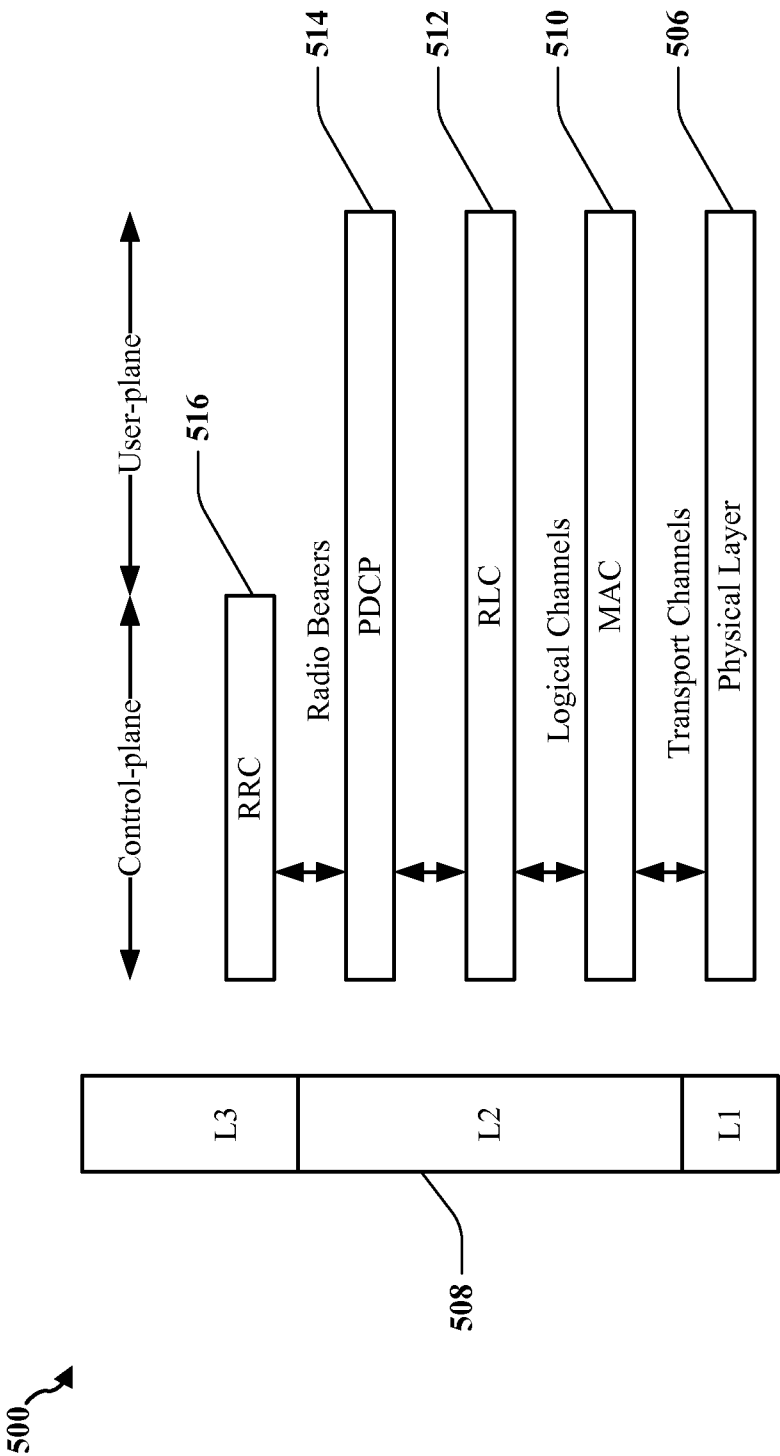 500
Control-plane
User-plane
516
RRC
Radio Bearers
514
PDCP
512
RLC
Logical Channels
510
MAC
Transport Channels
506
Physical Layer
L3
L2
L1
508